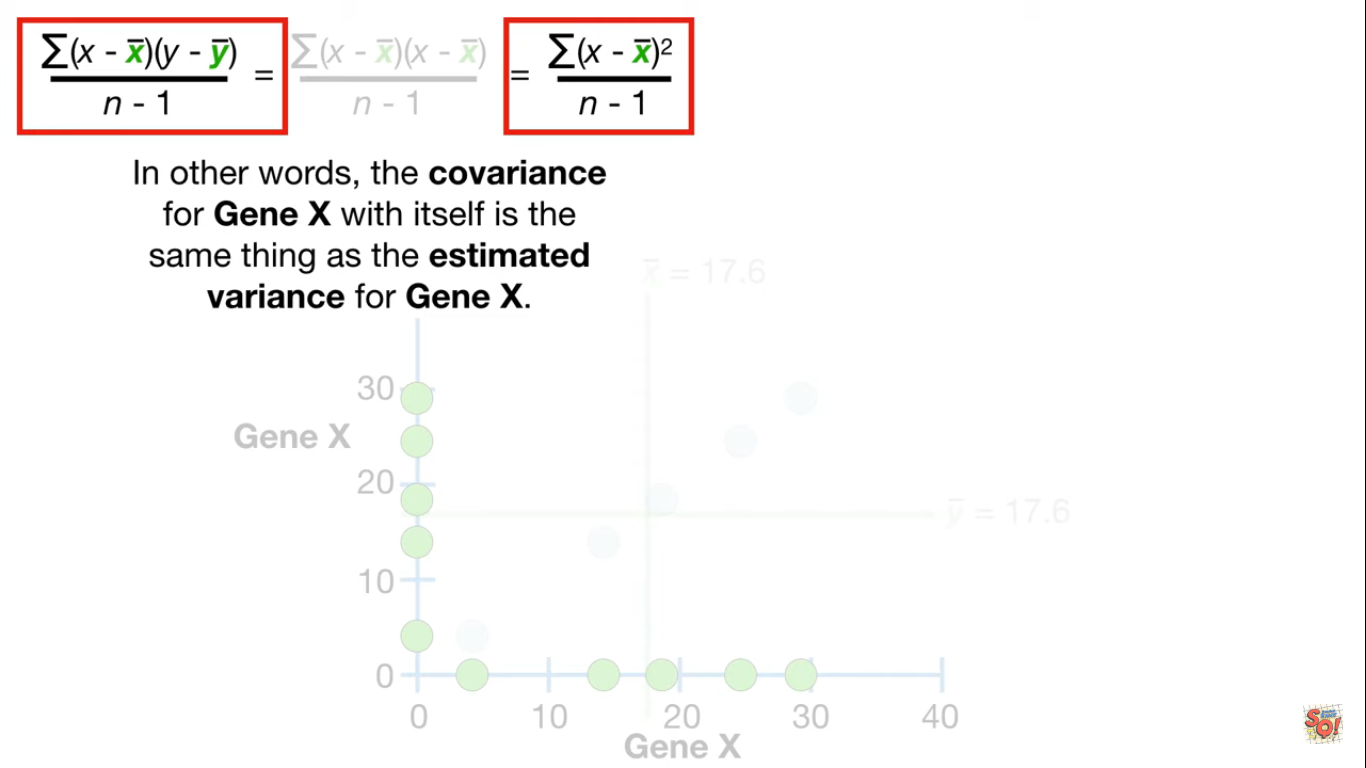 ∑(x - x̅)(y - y̅) = ∑(x - x̅)(x - x̅) = ∑(x - x̅)²
n - 1 n - 1 n - 1
In other words, the covariance
for Gene X with itself is the
same thing as the estimated
variance for Gene X.
x̅ = 17.6
30
Gene X
20
y̅ = 17.6
10
0
0 10 20 30 40
Gene X
SQ!